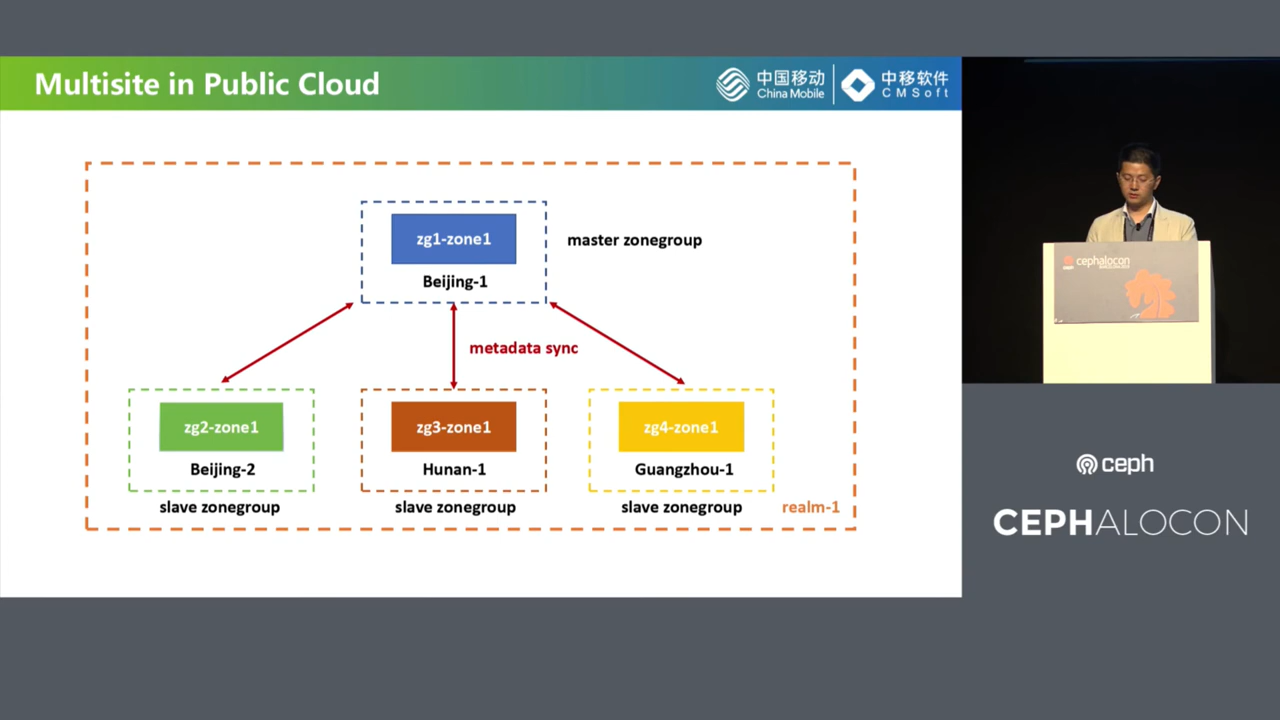 Multisite in Public Cloud
中国移动
China Mobile
中移软件
CMSoft
zg1-zone1
Beijing-1
master zonegroup
metadata sync
zg2-zone1
Beijing-2
slave zonegroup
zg3-zone1
Hunan-1
slave zonegroup
zg4-zone1
Guangzhou-1
slave zonegroup
realm-1
cephalocon
ceph
ceph
CEPHALOCON